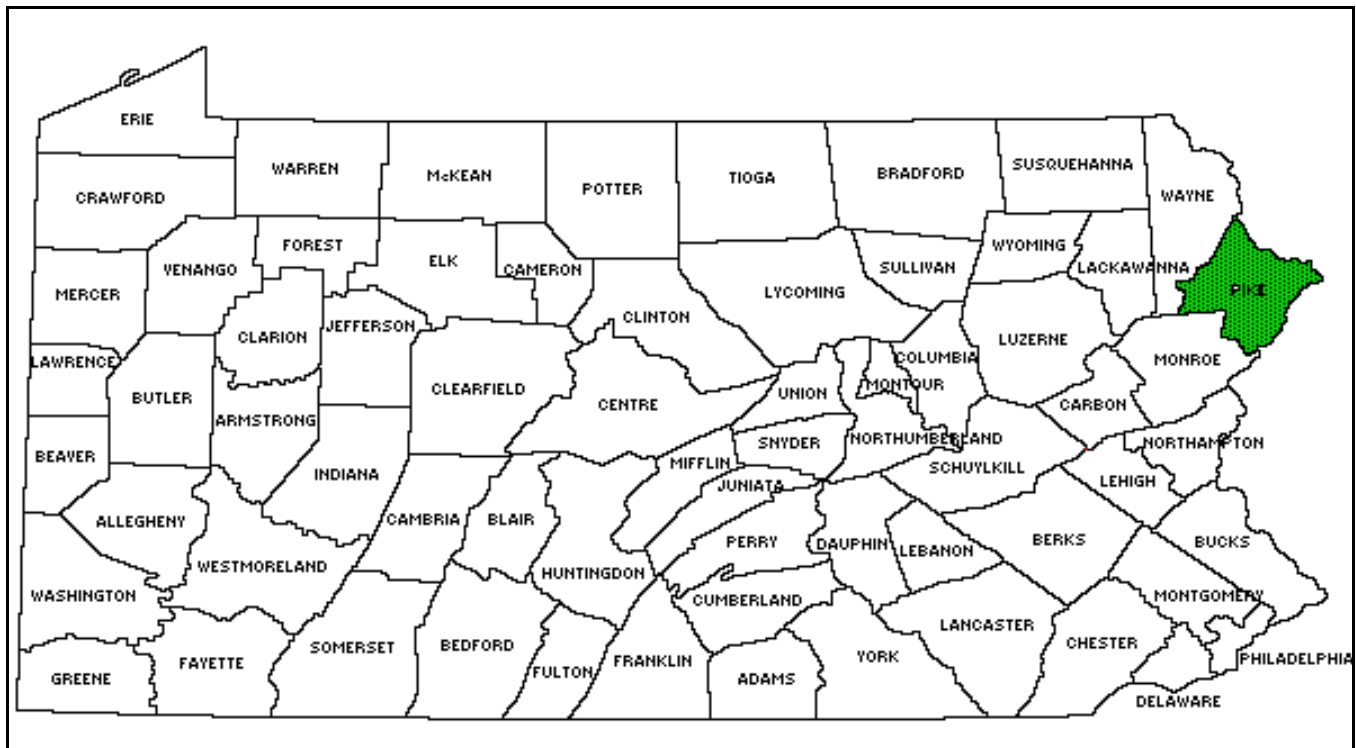 ERIE
WARREN
McKEAN
POTTER
TIOGA
BRADFORD
SUSQUEHANNA
WAYNE
CRAWFORD
FOREST
VENANGO
ELK
CAMERON
SULLIVAN
WYOMING
LACKAWANNA
PIKE
MERCER
LYCOMING
CLINTON
CLARION
JEFFERSON
LUZERNE
COLUMBIA
MONROE
LAWRENCE
BUTLER
CLEARFIELD
CENTRE
UNION
MONTOUR
CARBON
ARMSTRONG
SNYDER
NORTHUMBERLAND
NORTHAMPTON
BEAVER
INDIANA
MIFFLIN
SCHUYLKILL
LEHIGH
JUNIATA
ALLEGHENY
CAMBRIA
BLAIR
PERRY
DAUPHIN
LEBANON
BERKS
BUCKS
WESTMORELAND
HUNTINGDON
WASHINGTON
CUMBERLAND
MONTGOMERY
LANCASTER
CHESTER
SOMERSET
BEDFORD
YORK
PHILADELPHIA
GREENE
FAYETTE
FULTON
FRANKLIN
ADAMS
DELAWARE